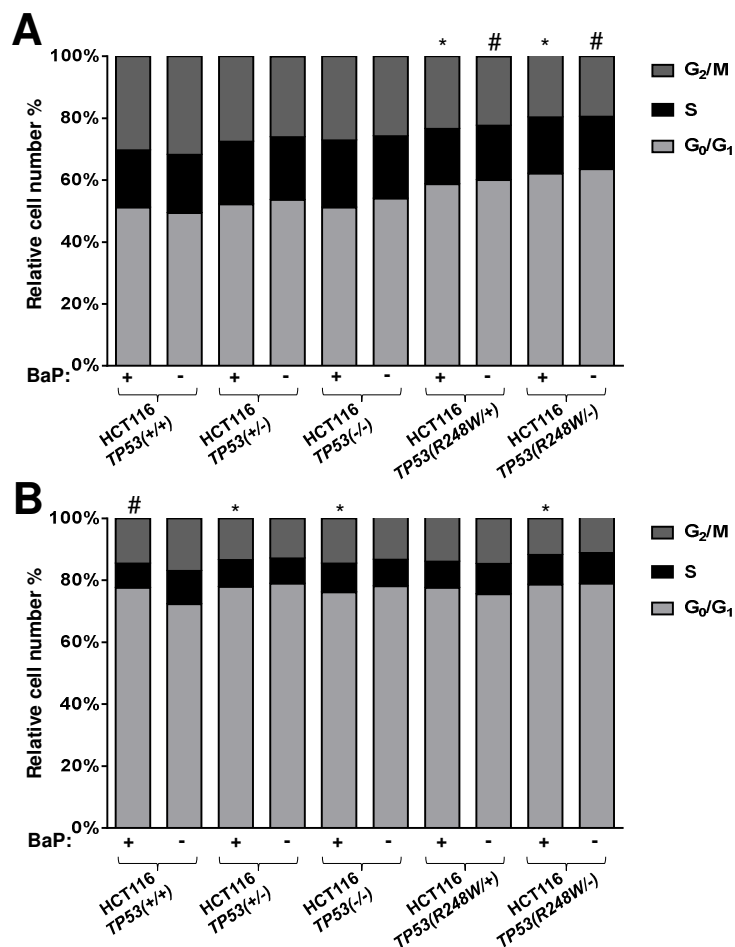 A
* # * #
100%
80%
60%
40%
20%
0%
Relative cell number %
G₂/M
S
G₀/G₁
BaP: + - + - + - + - + -
HCT116
TP53(+/+)
HCT116
TP53(+/-)
HCT116
TP53(-/-)
HCT116
TP53(R248W/+)
HCT116
TP53(R248W/-)
B
# * * *
100%
80%
60%
40%
20%
0%
Relative cell number %
G₂/M
S
G₀/G₁
BaP: + - + - + - + - + -
HCT116
TP53(+/+)
HCT116
TP53(+/-)
HCT116
TP53(-/-)
HCT116
TP53(R248W/+)
HCT116
TP53(R248W/-)